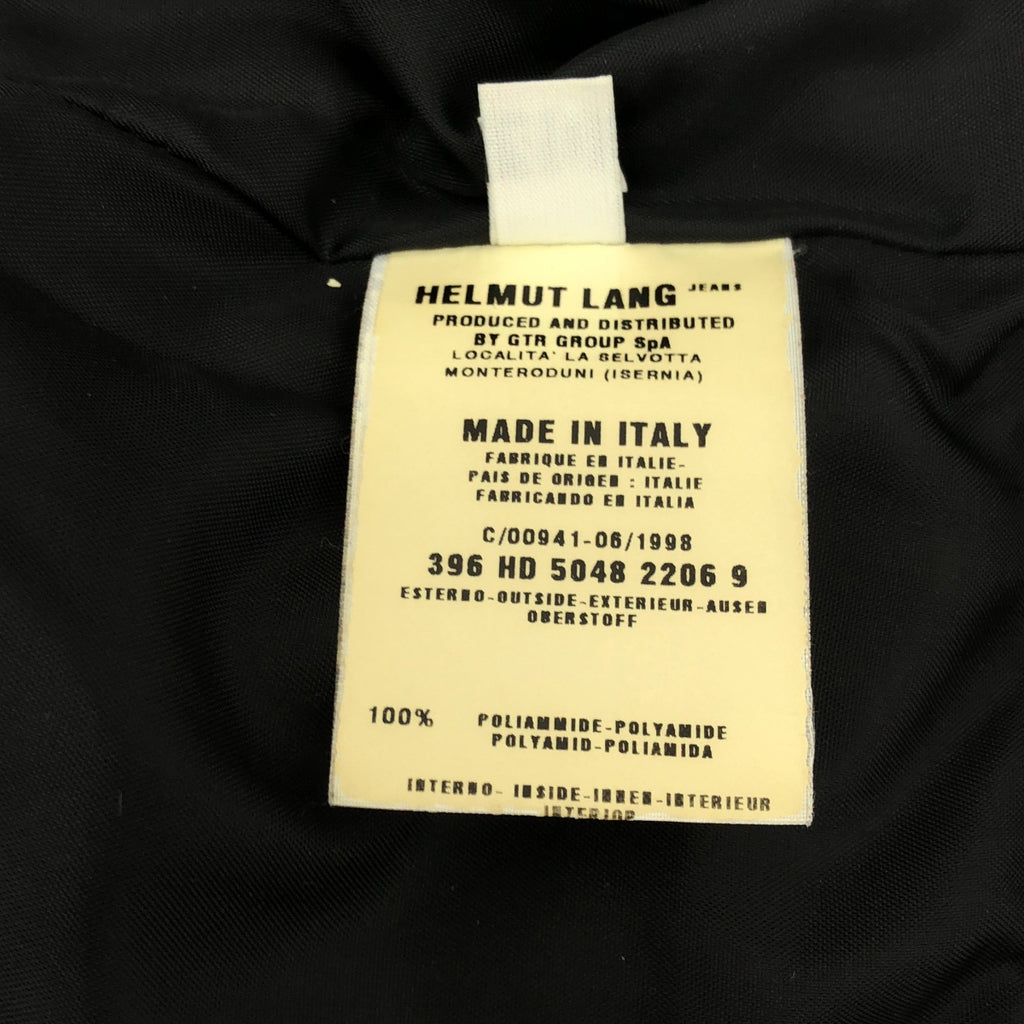 HELMUT LANG JEANS
PRODUCED AND DISTRIBUTED
BY GTR GROUP SpA
LOCALITA' LA SELVOTTA
MONTERODUNI (ISERNIA)
MADE IN ITALY
FABRIQUE EN ITALIE-
PAIS DE ORIGEN : ITALIE
FABRICANDO EN ITALIA
C/00941-06/1998
396 HD 5048 2206 9
ESTERNO-OUTSIDE-EXTERIEUR-AUSEN
OBERSTOFF
100% POLIAMMIDE-POLYAMIDE
POLYAMID-POLIAMIDA
INTERNO- INSIDE-INNEN-INTERIEUR
INTERIOR